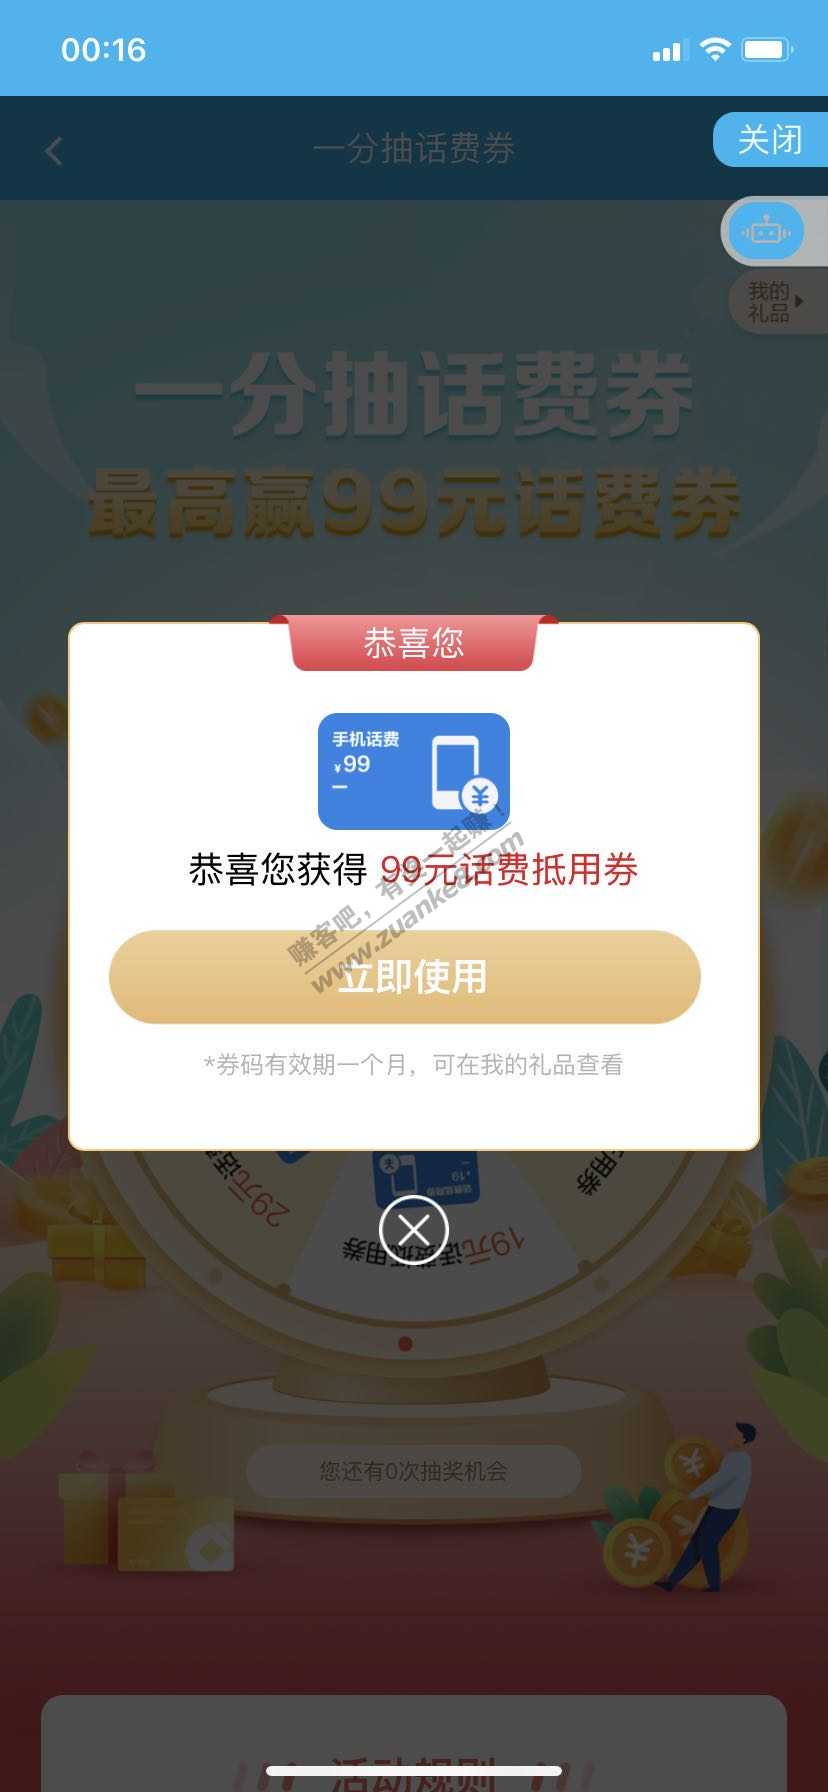 00:16
一分抽话费券
关闭
我的
礼品
一分抽话费券
最高赢99元话费券
恭喜您
手机话费
¥99
恭喜您获得 99元话费抵用券
赚客吧，有奖一起赚！
www.zuanke8.com
立即使用
*券码有效期一个月，可在我的礼品查看
29元话
19元话费抵用券
用券
您还有0次抽奖机会
活动规则